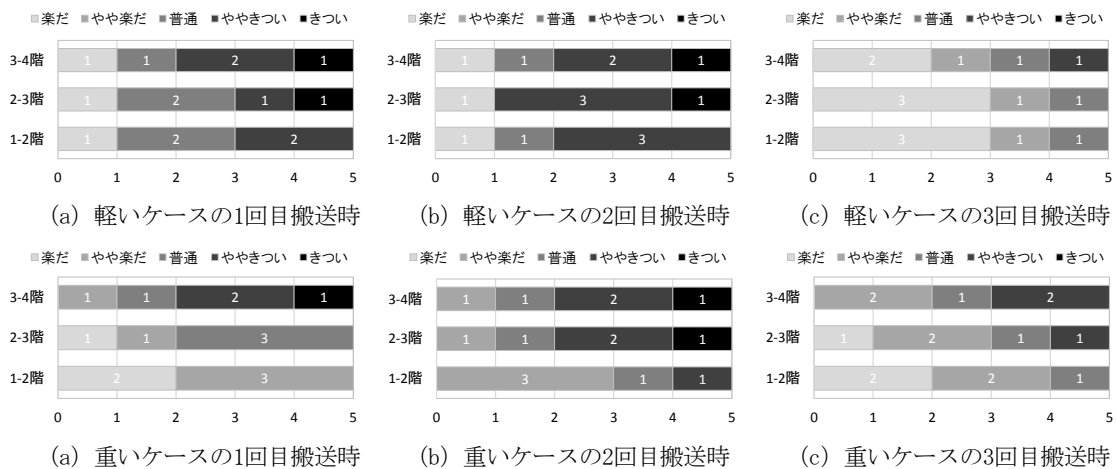 ■楽だ ■やや楽だ ■普通 ■ややきつい ■きつい
3-4階 1 1 2 1
2-3階 1 2 1 1
1-2階 1 2 2
0 1 2 3 4 5
(a) 軽いケースの1回目搬送時
■楽だ ■やや楽だ ■普通 ■ややきつい ■きつい
3-4階 1 1 2 1
2-3階 1 3 1
1-2階 1 1 3
0 1 2 3 4 5
(b) 軽いケースの2回目搬送時
■楽だ ■やや楽だ ■普通 ■ややきつい ■きつい
3-4階 2 1 1 1
2-3階 3 1 1
1-2階 3 1 1
0 1 2 3 4 5
(c) 軽いケースの3回目搬送時
■楽だ ■やや楽だ ■普通 ■ややきつい ■きつい
3-4階 1 1 2 1
2-3階 1 1 3
1-2階 2 3
0 1 2 3 4 5
(a) 重いケースの1回目搬送時
■楽だ ■やや楽だ ■普通 ■ややきつい ■きつい
3-4階 1 1 2 1
2-3階 1 1 2 1
1-2階 3 1 1
0 1 2 3 4 5
(b) 重いケースの2回目搬送時
■楽だ ■やや楽だ ■普通 ■ややきつい ■きつい
3-4階 2 1 2
2-3階 1 2 1 1
1-2階 2 2 1
0 1 2 3 4 5
(c) 重いケースの3回目搬送時